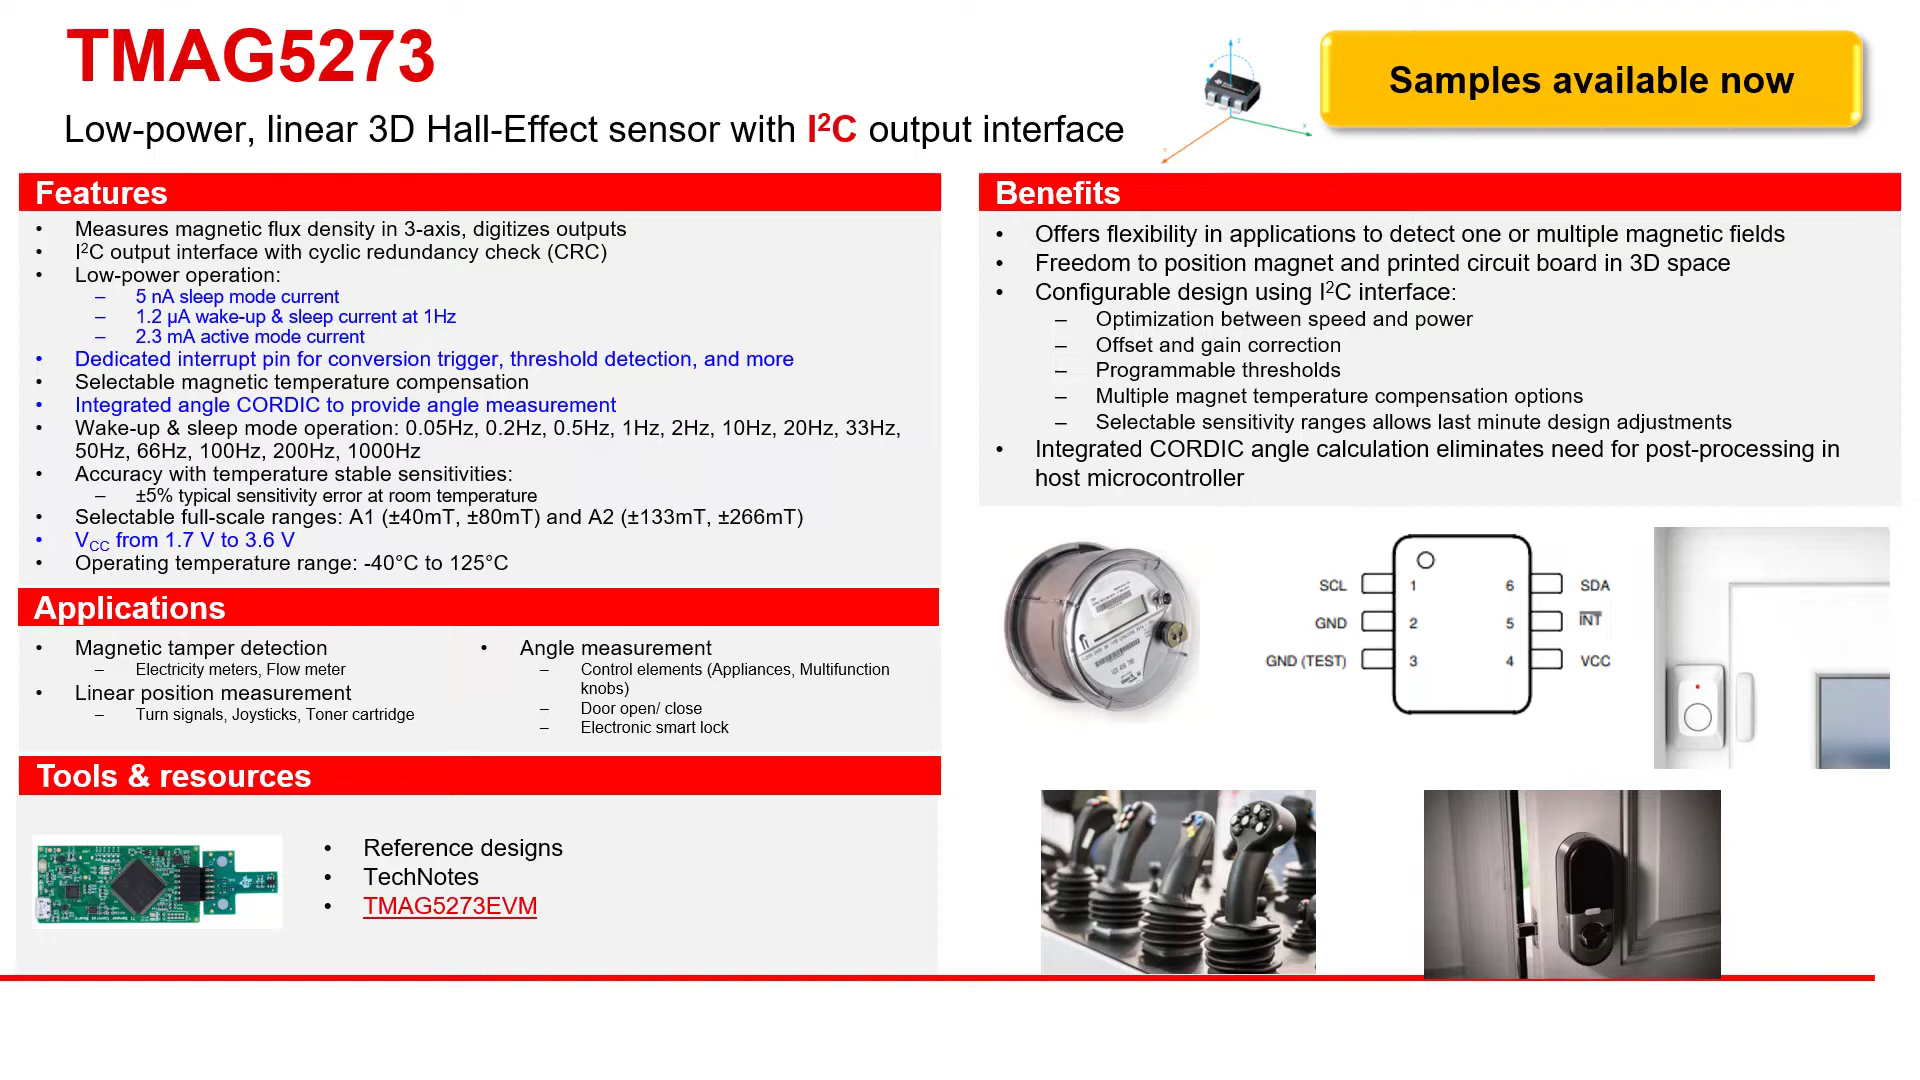 TMAG5273
Low-power, linear 3D Hall-Effect sensor with I²C output interface
Samples available now
Features
• Measures magnetic flux density in 3-axis, digitizes outputs
• I²C output interface with cyclic redundancy check (CRC)
• Low-power operation:
– 5 nA sleep mode current
– 1.2 µA wake-up & sleep current at 1Hz
– 2.3 mA active mode current
• Dedicated interrupt pin for conversion trigger, threshold detection, and more
• Selectable magnetic temperature compensation
• Integrated angle CORDIC to provide angle measurement
• Wake-up & sleep mode operation: 0.05Hz, 0.2Hz, 0.5Hz, 1Hz, 2Hz, 10Hz, 20Hz, 33Hz,
50Hz, 66Hz, 100Hz, 200Hz, 1000Hz
• Accuracy with temperature stable sensitivities:
– ±5% typical sensitivity error at room temperature
• Selectable full-scale ranges: A1 (±40mT, ±80mT) and A2 (±133mT, ±266mT)
• VCC from 1.7 V to 3.6 V
• Operating temperature range: -40°C to 125°C
Applications
• Magnetic tamper detection
– Electricity meters, Flow meter
• Linear position measurement
– Turn signals, Joysticks, Toner cartridge
• Angle measurement
– Control elements (Appliances, Multifunction
knobs)
– Door open/ close
– Electronic smart lock
Tools & resources
• Reference designs
• TechNotes
• TMAG5273EVM
Benefits
• Offers flexibility in applications to detect one or multiple magnetic fields
• Freedom to position magnet and printed circuit board in 3D space
• Configurable design using I²C interface:
– Optimization between speed and power
– Offset and gain correction
– Programmable thresholds
– Multiple magnet temperature compensation options
– Selectable sensitivity ranges allows last minute design adjustments
• Integrated CORDIC angle calculation eliminates need for post-processing in
host microcontroller
SCL 1 6 SDA
GND 2 5 INT
GND (TEST) 3 4 VCC